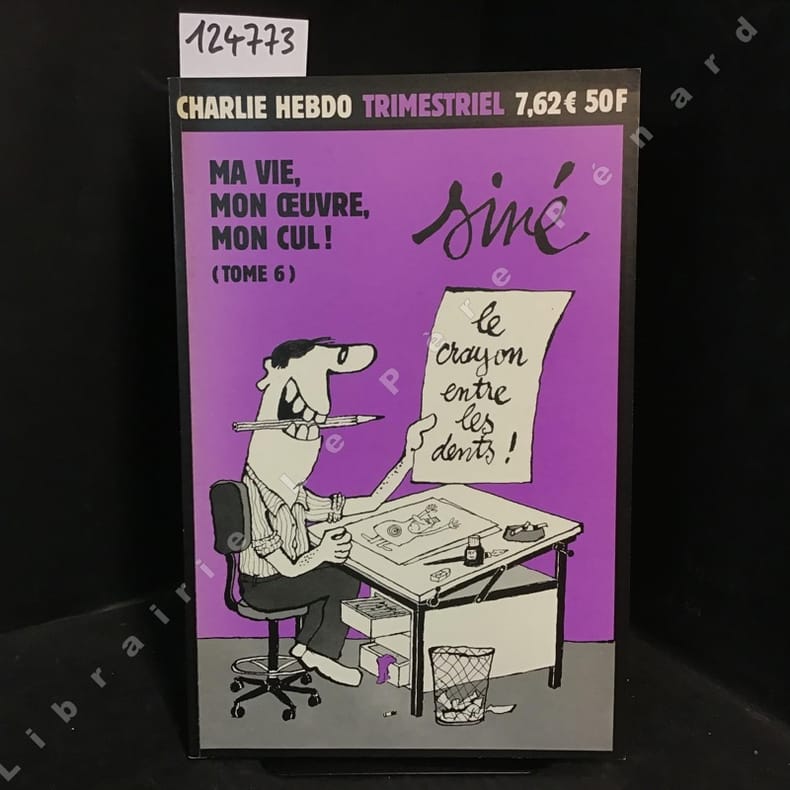 124773
CHARLIE HEBDO TRIMESTRIEL 7,62€ 50F
MA VIE,
MON ŒUVRE,
MON CUL!
(TOME 6)
siné
le
crayon
entre
les
dents!
Librairie Le Père Pénard